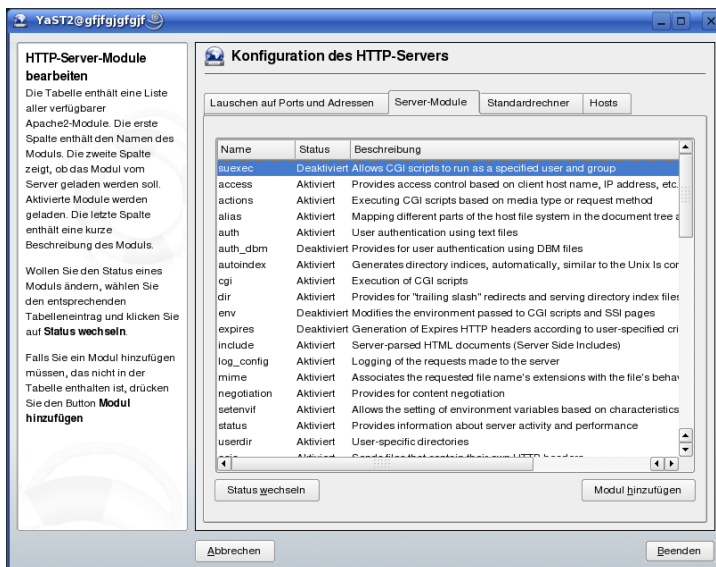 YaST2@gfjfgjgfgjf
HTTP-Server-Module
bearbeiten
Die Tabelle enthält eine Liste
aller verfügbarer
Apache2-Module. Die erste
Spalte enthält den Namen des
Moduls. Die zweite Spalte
zeigt, ob das Modul vom
Server geladen werden soll.
Aktivierte Module werden
geladen. Die letzte Spalte
enthält eine kurze
Beschreibung des Moduls.
Wollen Sie den Status eines
Moduls ändern, wählen Sie
den entsprechenden
Tabelleneintrag und klicken Sie
auf Status wechseln.
Falls Sie ein Modul hinzufügen
müssen, das nicht in der
Tabelle enthalten ist, drücken
Sie den Button Modul
hinzufügen
Konfiguration des HTTP-Servers
Lauschen auf Ports und Adressen Server-Module Standardrechner Hosts
Name Status Beschreibung
suexec Deaktiviert Allows CGI scripts to run as a specified user and group
access Aktiviert Provides access control based on client host name, IP address, etc.
actions Aktiviert Executing CGI scripts based on media type or request method
alias Aktiviert Mapping different parts of the host file system in the document tree a
auth Aktiviert User authentication using text files
auth_dbm Deaktiviert Provides for user authentication using DBM files
autoindex Aktiviert Generates directory indices, automatically, similar to the Unix ls cor
cgi Aktiviert Execution of CGI scripts
dir Aktiviert Provides for "trailing slash" redirects and serving directory index files
env Deaktiviert Modifies the environment passed to CGI scripts and SSI pages
expires Deaktiviert Generation of Expires HTTP headers according to user-specified cri
include Aktiviert Server-parsed HTML documents (Server Side Includes)
log_config Aktiviert Logging of the requests made to the server
mime Aktiviert Associates the requested file name's extensions with the file's behav
negotiation Aktiviert Provides for content negotiation
setenvif Aktiviert Allows the setting of environment variables based on characteristics
status Aktiviert Provides information about server activity and performance
userdir Aktiviert User-specific directories
asis Aktiviert Sends files that contain their own HTTP headers
Status wechseln Modul hinzufügen
Abbrechen Beenden